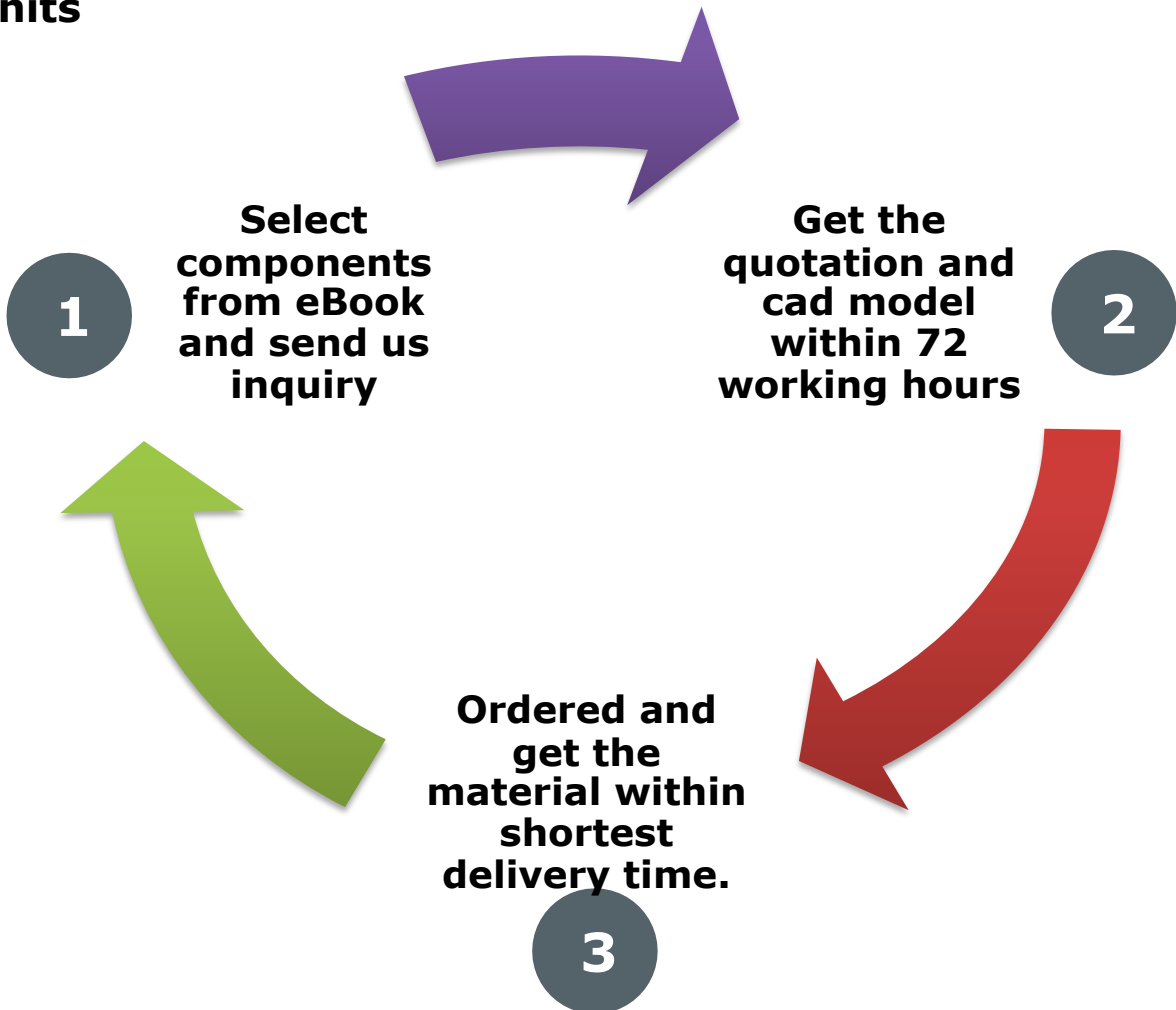 nits
Select
components
from eBook
and send us
inquiry
1
Get the
quotation and
cad model
within 72
working hours
2
Ordered and
get the
material within
shortest
delivery time.
3